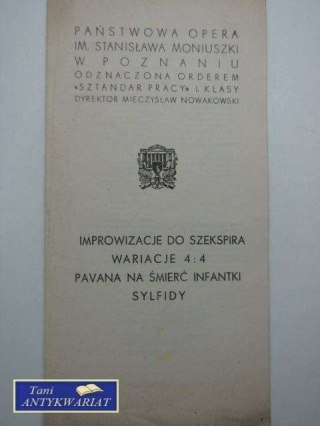 PAŃSTWOWA OPERA
IM. STANISŁAWA MONIUSZKI
W POZNANIU
ODZNACZONA ORDEREM
«SZTANDAR PRACY» I. KLASY
DYREKTOR MIECZYSŁAW NOWAKOWSKI
IMPROWIZACJE DO SZEKSPIRA
WARIACJE 4:4
PAVANA NA ŚMIERĆ INFANTKI
SYLFIDY
Tani
ANTYKWARIAT